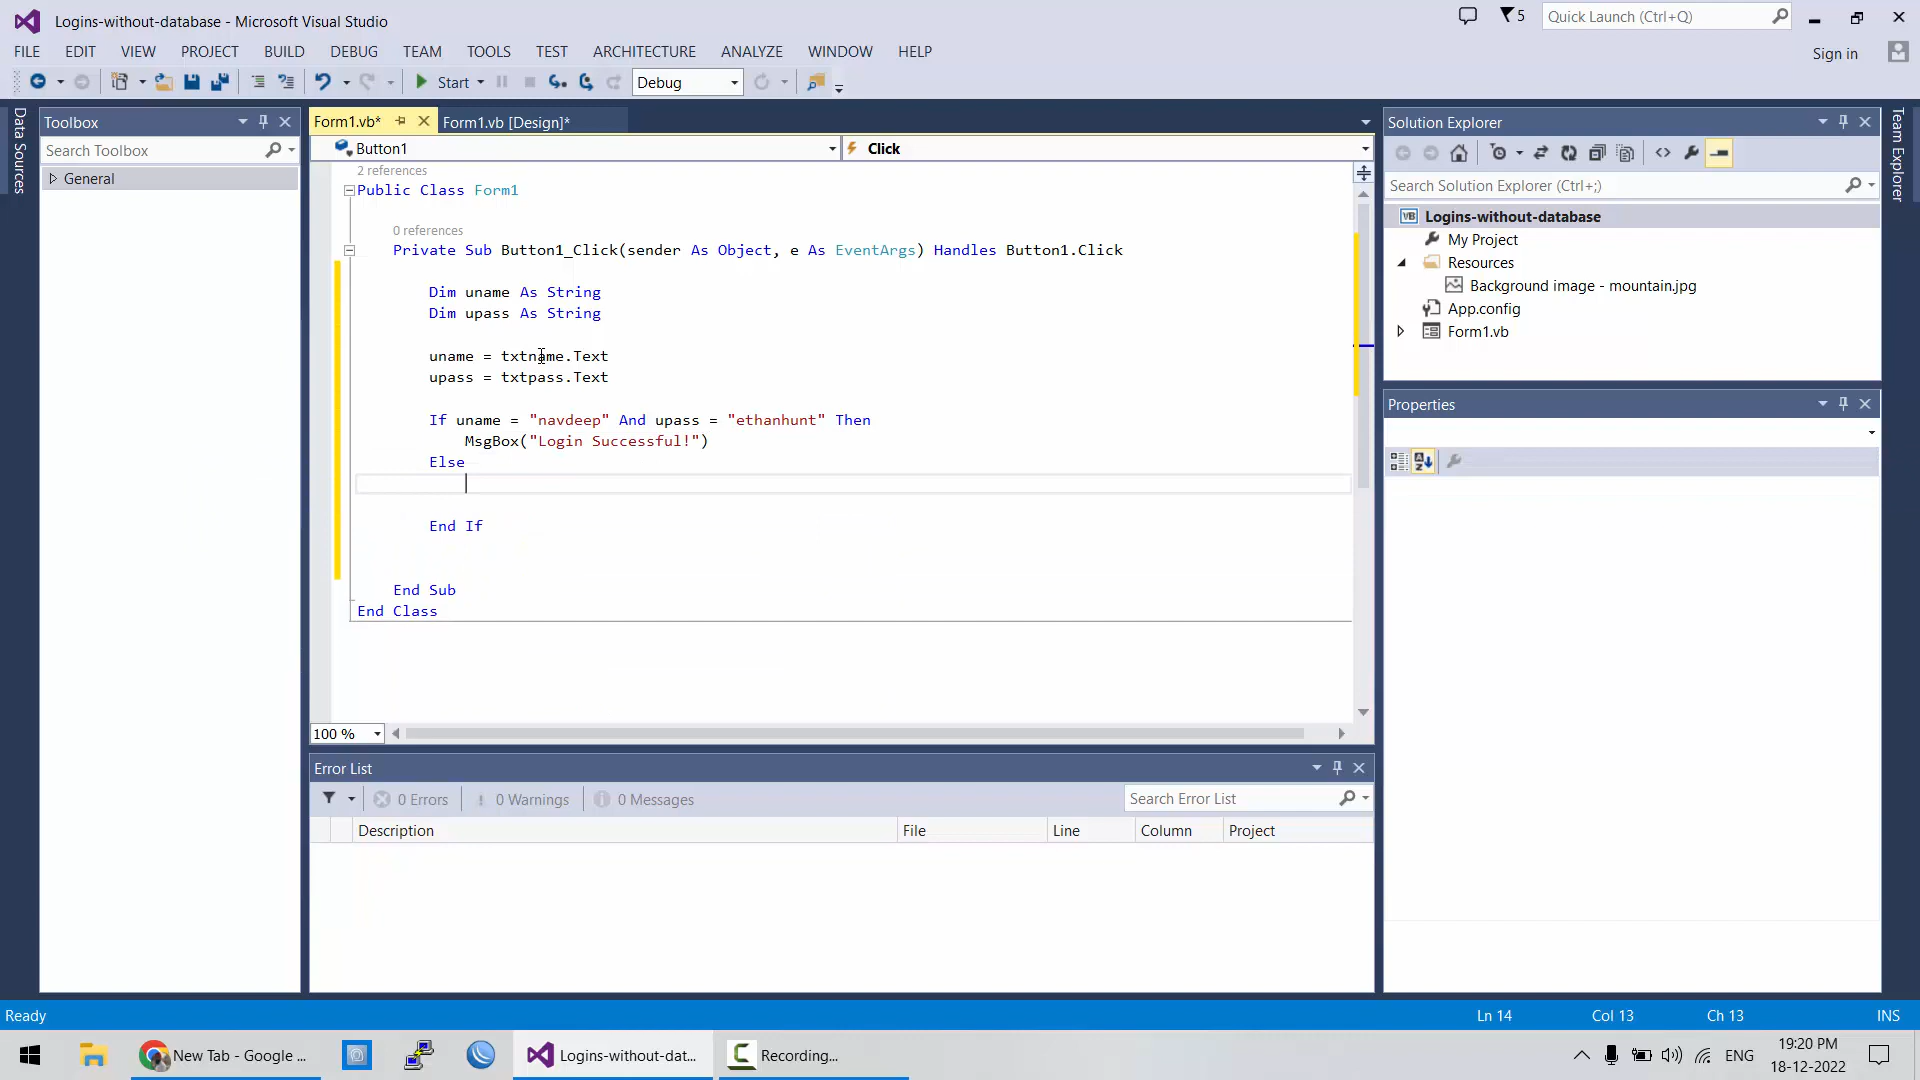 Logins-without-database - Microsoft Visual Studio
5
Quick Launch (Ctrl+Q)
FILE EDIT VIEW PROJECT BUILD DEBUG TEAM TOOLS TEST ARCHITECTURE ANALYZE WINDOW HELP
Sign in
Start
Debug
Data Sources
Toolbox
Search Toolbox
General
Form1.vb*
Form1.vb [Design]*
Button1
Click
2 references
Public Class Form1
0 references
Private Sub Button1_Click(sender As Object, e As EventArgs) Handles Button1.Click
Dim uname As String
Dim upass As String
uname = txtname.Text
upass = txtpass.Text
If uname = "navdeep" And upass = "ethanhunt" Then
MsgBox("Login Successful!")
Else
End If
End Sub
End Class
100 %
Error List
0 Errors
0 Warnings
0 Messages
Search Error List
Description File Line Column Project
Solution Explorer
Search Solution Explorer (Ctrl+;)
VB Logins-without-database
My Project
Resources
Background image - mountain.jpg
App.config
Form1.vb
Properties
Team Explorer
Ready
Ln 14
Col 13
Ch 13
INS
New Tab - Google ...
Logins-without-dat...
Recording...
ENG
19:20 PM
18-12-2022